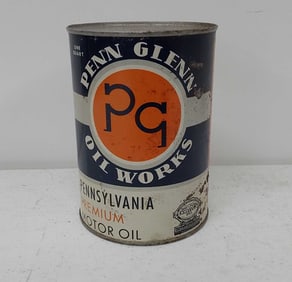 ONE
QUART
PENN GLENN
pg
OIL WORKS
PENNSYLVANIA
PREMIUM
MOTOR OIL